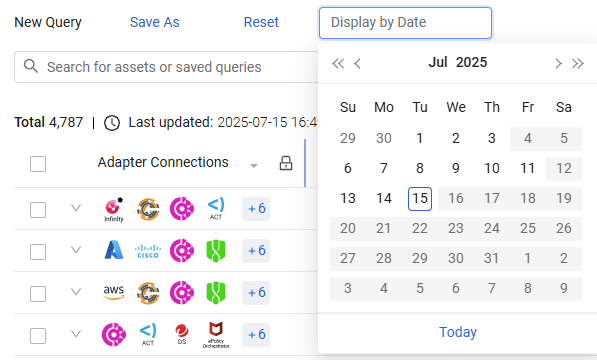 New Query Save As Reset Display by Date
Search for assets or saved queries
Total 4,787 | Last updated: 2025-07-15 16:4
Adapter Connections
Infinity ACT +6
CISCO +6
aws +6
ACT DS ePolicy Orchestrator +6
Jul 2025
Su Mo Tu We Th Fr Sa
29 30 1 2 3 4 5
6 7 8 9 10 11 12
13 14 15 16 17 18 19
20 21 22 23 24 25 26
27 28 29 30 31 1 2
3 4 5 6 7 8 9
Today